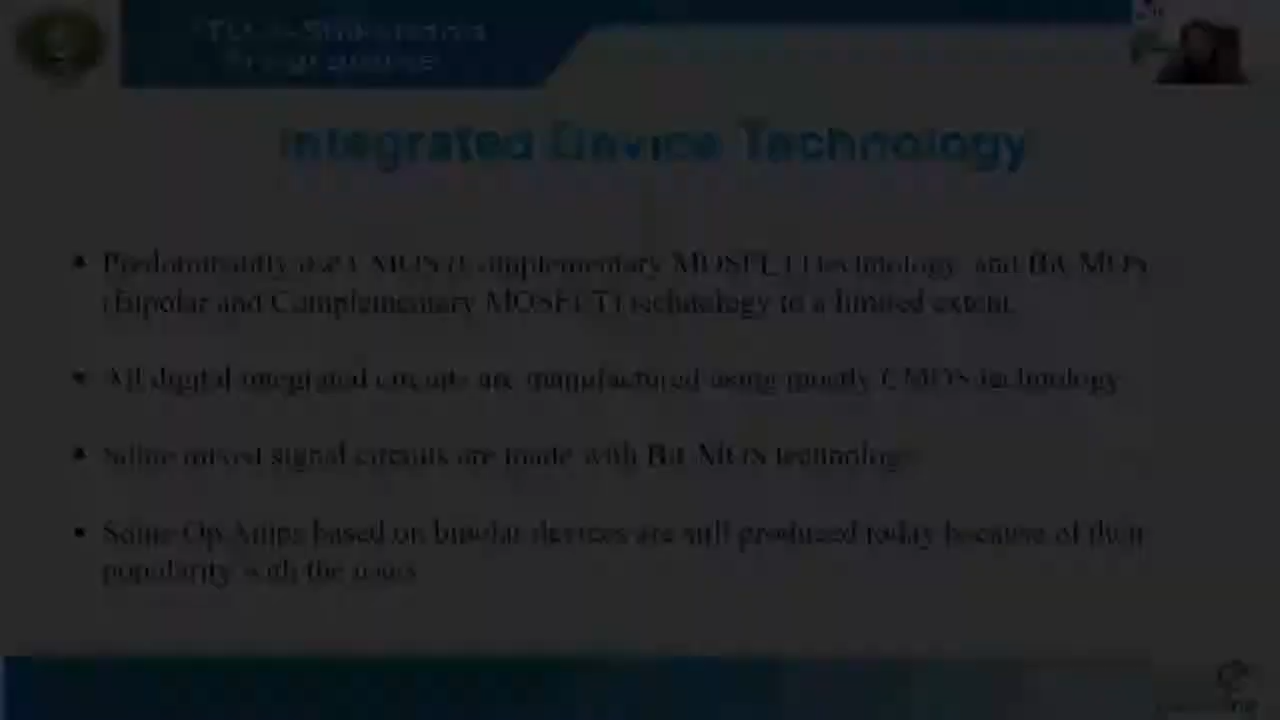 Integrated Device Technology
• Predominantly use CMOS (Complementary MOSFET) technology, and BiCMOS
(Bipolar and Complementary MOSFET) technology to a limited extent.
• All digital integrated circuits are manufactured using mostly CMOS technology
• Some mixed signal circuits are made with BiCMOS technology.
• Some Op Amps based on bipolar devices are still produced today because of their
popularity with the users